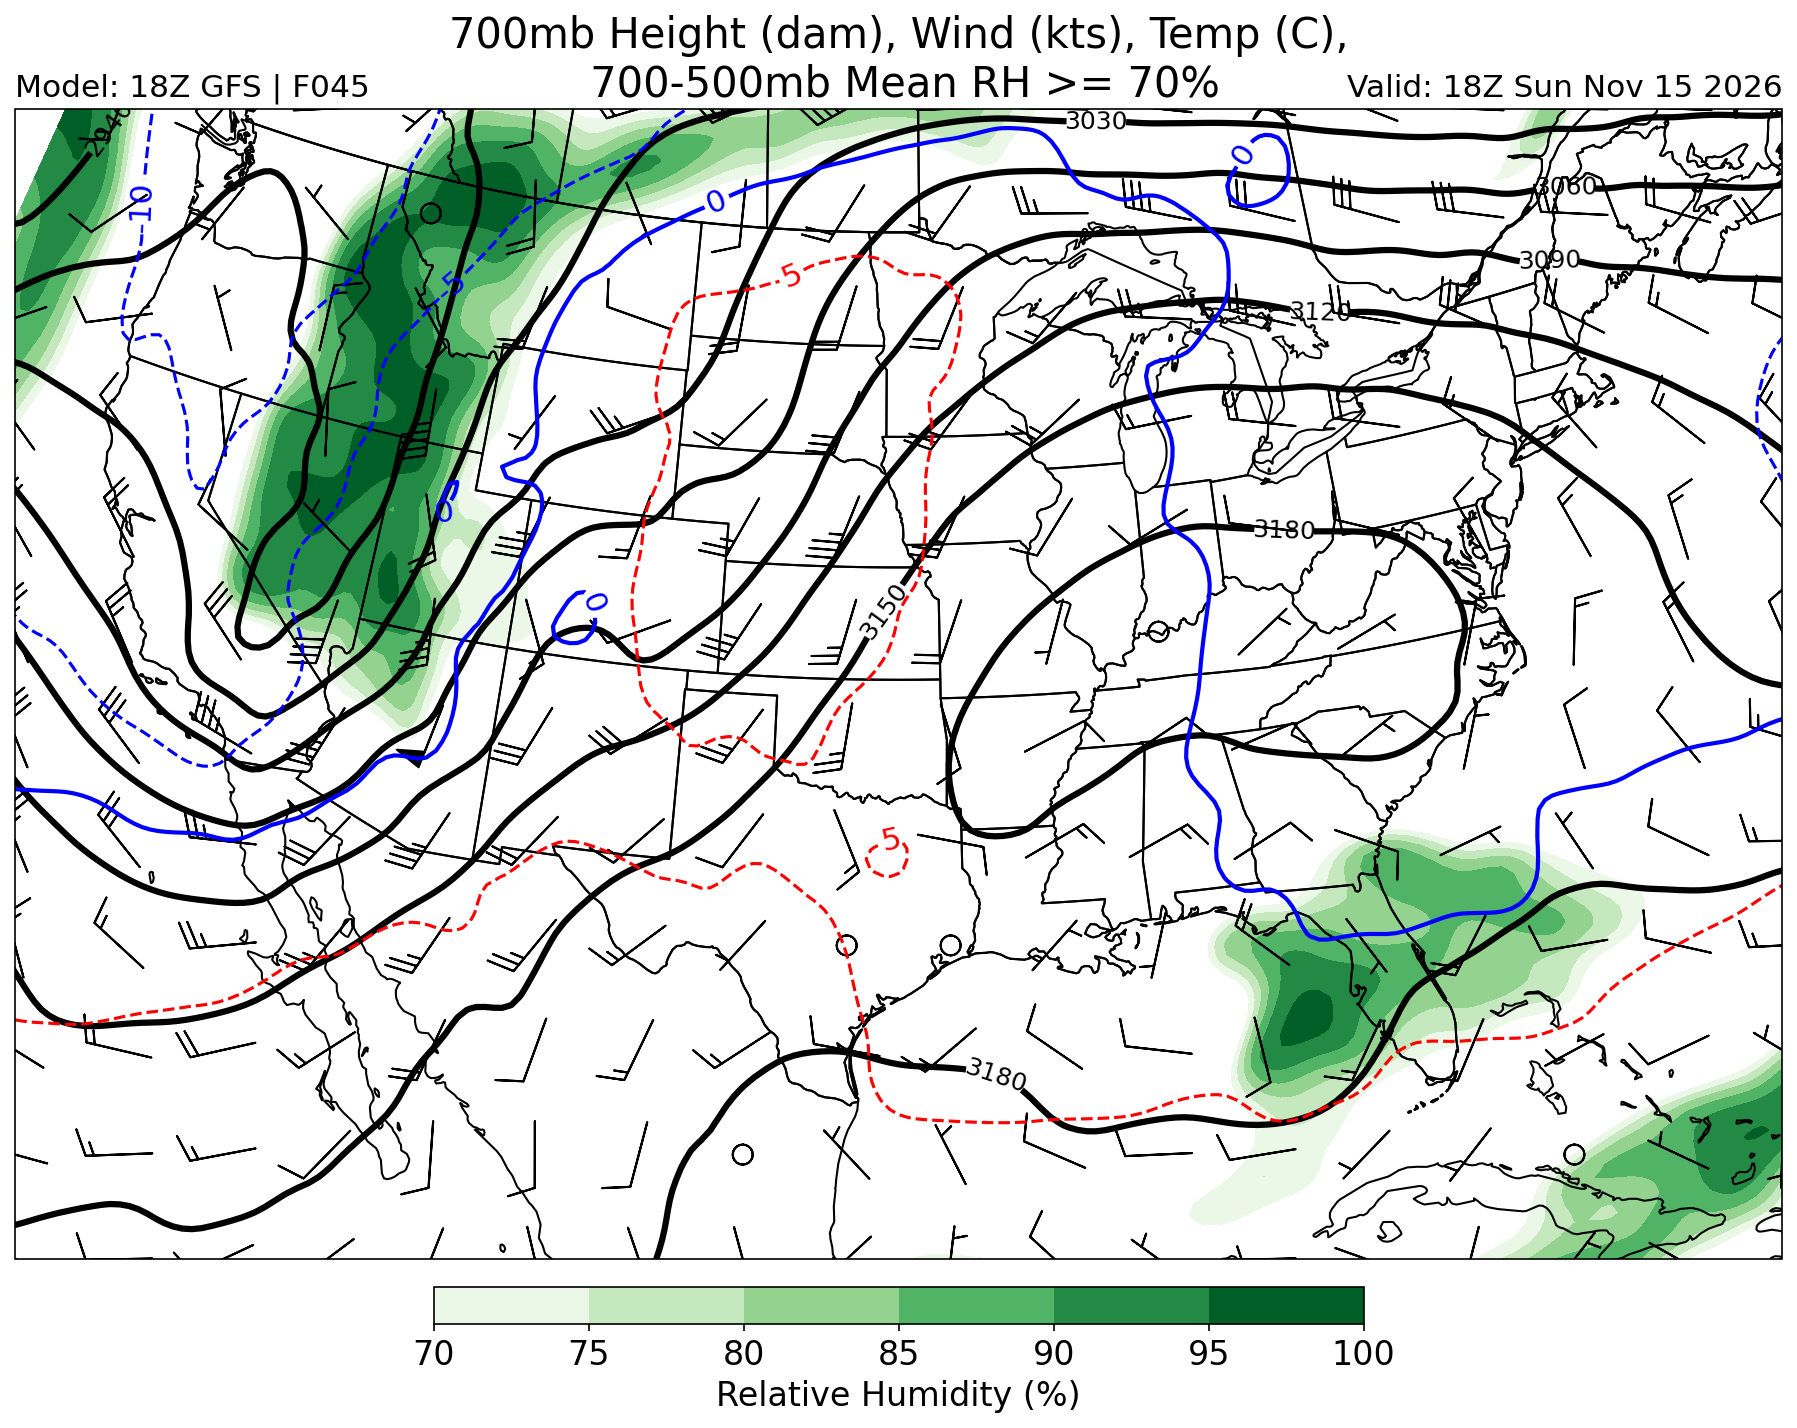 700mb Height (dam), Wind (kts), Temp (C),
Model: 18Z GFS | F045
700-500mb Mean RH >= 70%
Valid: 18Z Sun Nov 15 2026
2940
3030
0
10
3060
0
3090
5
5
3120
0
3180
0
3150
5
3180
70 75 80 85 90 95 100
Relative Humidity (%)